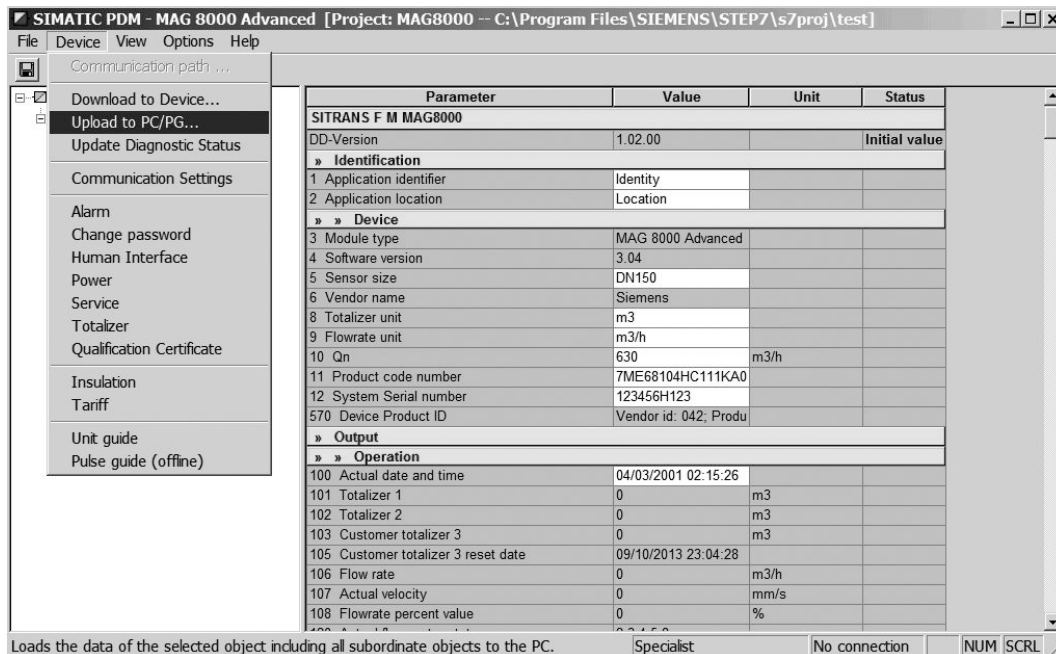 SIMATIC PDM - MAG 8000 Advanced [Project: MAG8000 -- C:\Program Files\SIEMENS\STEP7\s7proj\test]
File Device View Options Help
Communication path ...
Download to Device...
Upload to PC/PG...
Update Diagnostic Status
Communication Settings
Alarm
Change password
Human Interface
Power
Service
Totalizer
Qualification Certificate
Insulation
Tariff
Unit guide
Pulse guide (offline)
Parameter Value Unit Status
SITRANS F M MAG8000
DD-Version 1.02.00 Initial value
» Identification
1 Application identifier Identity
2 Application location Location
» » Device
3 Module type MAG 8000 Advanced
4 Software version 3.04
5 Sensor size DN150
6 Vendor name Siemens
8 Totalizer unit m3
9 Flowrate unit m3/h
10 Qn 630 m3/h
11 Product code number 7ME68104HC111KA0
12 System Serial number 123456H123
570 Device Product ID Vendor id: 042; Produ
» Output
» » Operation
100 Actual date and time 04/03/2001 02:15:26
101 Totalizer 1 0 m3
102 Totalizer 2 0 m3
103 Customer totalizer 3 0 m3
105 Customer totalizer 3 reset date 09/10/2013 23:04:28
106 Flow rate 0 m3/h
107 Actual velocity 0 mm/s
108 Flowrate percent value 0 %
Loads the data of the selected object including all subordinate objects to the PC. Specialist No connection NUM SCRL